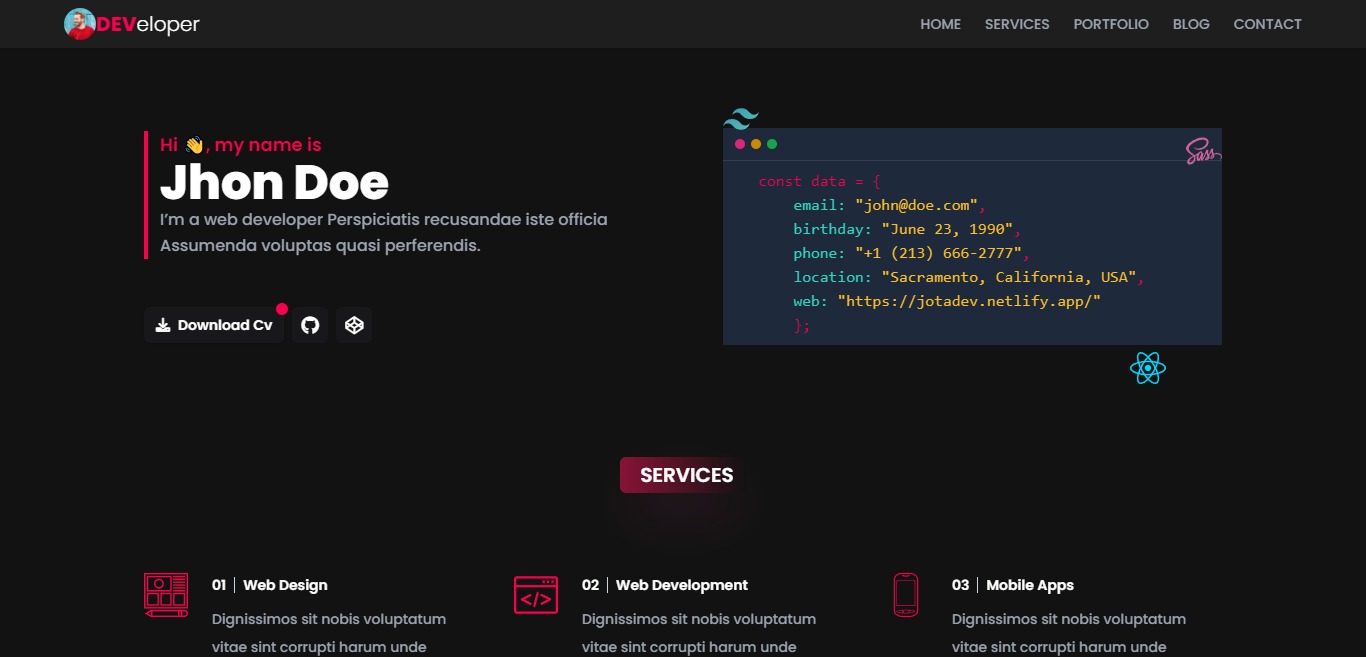 DEVeloper
HOME SERVICES PORTFOLIO BLOG CONTACT
Hi 👋, my name is
Jhon Doe
I'm a web developer Perspiciatis recusandae iste officia
Assumenda voluptas quasi perferendis.
Download Cv
Sass
const data = {
email: "john@doe.com",
birthday: "June 23, 1990",
phone: "+1 (213) 666-2777",
location: "Sacramento, California, USA",
web: "https://jotadev.netlify.app/"
};
SERVICES
01 | Web Design
Dignissimos sit nobis voluptatum
vitae sint corrupti harum unde
</>
02 | Web Development
Dignissimos sit nobis voluptatum
vitae sint corrupti harum unde
03 | Mobile Apps
Dignissimos sit nobis voluptatum
vitae sint corrupti harum unde